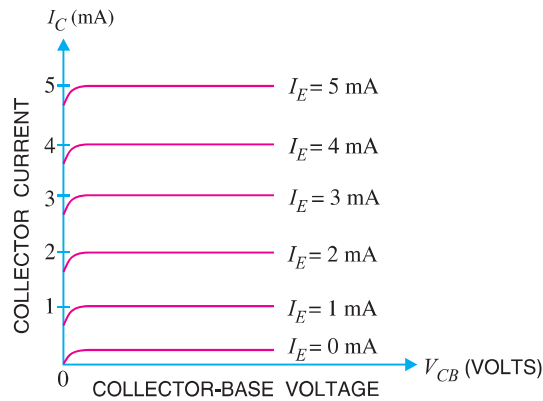 I_C (mA)
5
I_E = 5 mA
4
I_E = 4 mA
3
I_E = 3 mA
2
I_E = 2 mA
1
I_E = 1 mA
I_E = 0 mA
0
V_CB (VOLTS)
COLLECTOR CURRENT
COLLECTOR-BASE VOLTAGE